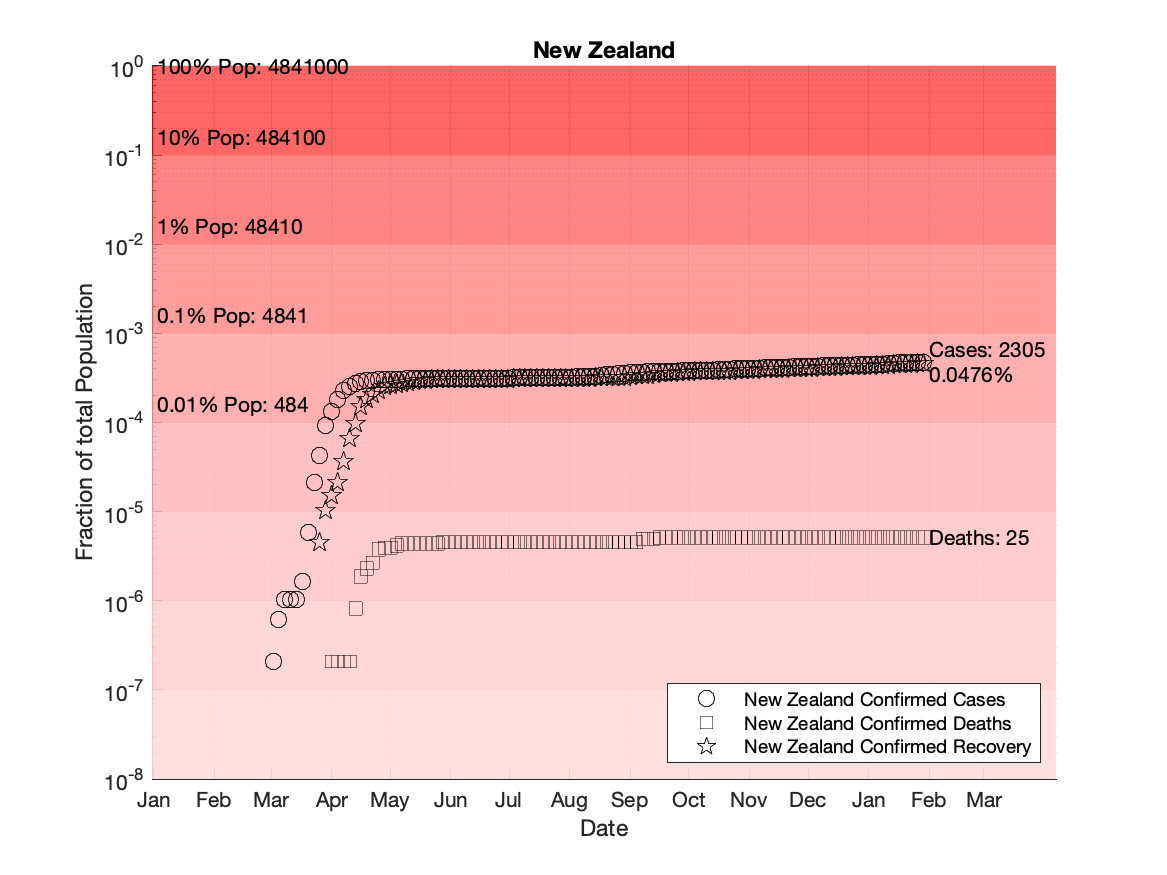 New Zealand
10^0
100% Pop: 4841000
10% Pop: 484100
10^-1
1% Pop: 48410
10^-2
0.1% Pop: 4841
10^-3
Cases: 2305
0.0476%
0.01% Pop: 484
10^-4
10^-5
Deaths: 25
10^-6
10^-7
10^-8
Fraction of total Population
New Zealand Confirmed Cases
New Zealand Confirmed Deaths
New Zealand Confirmed Recovery
Jan Feb Mar Apr May Jun Jul Aug Sep Oct Nov Dec Jan Feb Mar
Date